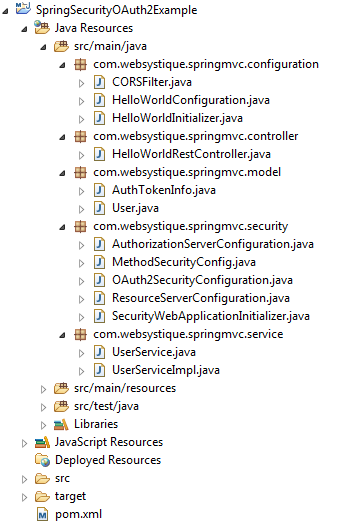 SpringSecurityOAuth2Example
Java Resources
src/main/java
com.websystique.springmvc.configuration
CORSFilter.java
HelloWorldConfiguration.java
HelloWorldInitializer.java
com.websystique.springmvc.controller
HelloWorldRestController.java
com.websystique.springmvc.model
AuthTokenInfo.java
User.java
com.websystique.springmvc.security
AuthorizationServerConfiguration.java
MethodSecurityConfig.java
OAuth2SecurityConfiguration.java
ResourceServerConfiguration.java
SecurityWebApplicationInitializer.java
com.websystique.springmvc.service
UserService.java
UserServiceImpl.java
src/main/resources
src/test/java
Libraries
JavaScript Resources
Deployed Resources
src
target
pom.xml